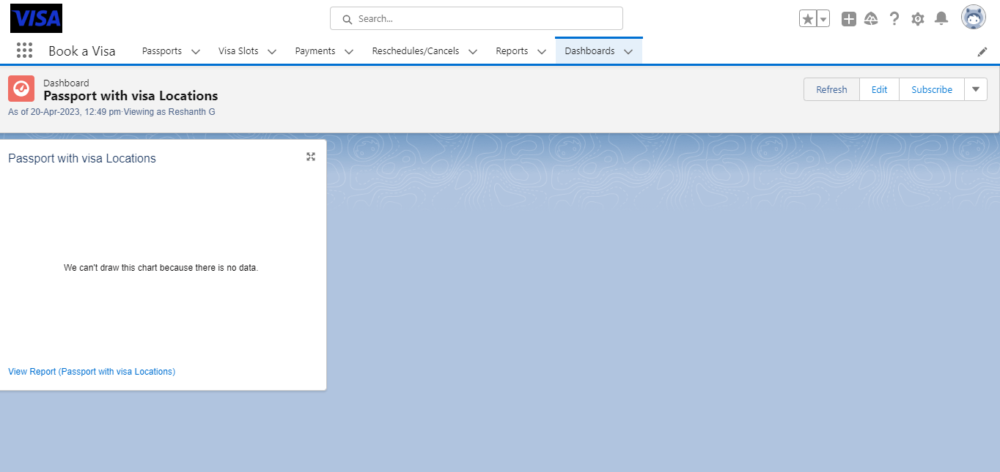 VISA
Search...
Book a Visa
Passports
Visa Slots
Payments
Reschedules/Cancels
Reports
Dashboards
Dashboard
Passport with visa Locations
As of 20-Apr-2023, 12:49 pm·Viewing as Reshanth G
Refresh
Edit
Subscribe
Passport with visa Locations
We can't draw this chart because there is no data.
View Report (Passport with visa Locations)